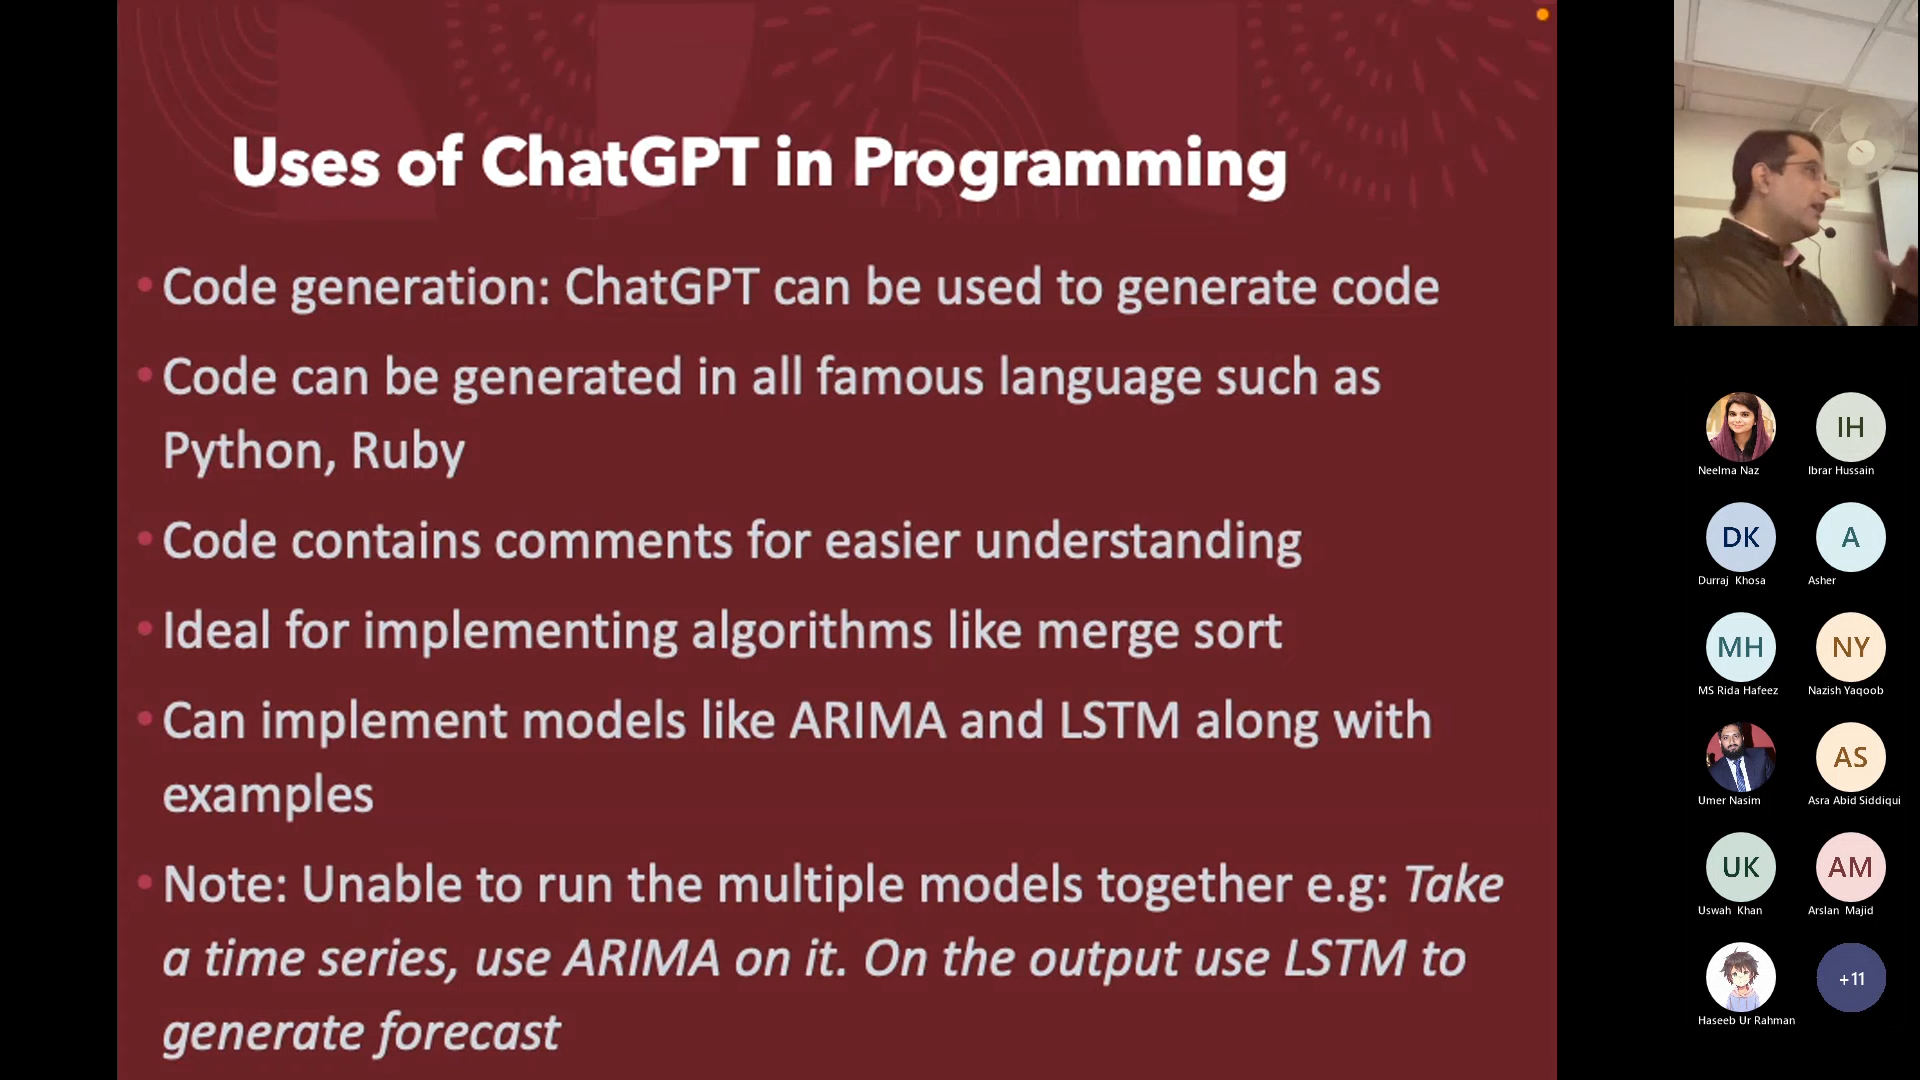 Uses of ChatGPT in Programming
• Code generation: ChatGPT can be used to generate code
• Code can be generated in all famous language such as
Python, Ruby
• Code contains comments for easier understanding
• Ideal for implementing algorithms like merge sort
• Can implement models like ARIMA and LSTM along with
examples
• Note: Unable to run the multiple models together e.g: Take
a time series, use ARIMA on it. On the output use LSTM to
generate forecast
Neelma Naz
IH
Ibrar Hussain
DK
Durraj Khosa
A
Asher
MH
MS Rida Hafeez
NY
Nazish Yaqoob
Umer Nasim
AS
Asra Abid Siddiqui
UK
Uswah Khan
AM
Arslan Majid
Haseeb Ur Rahman
+11